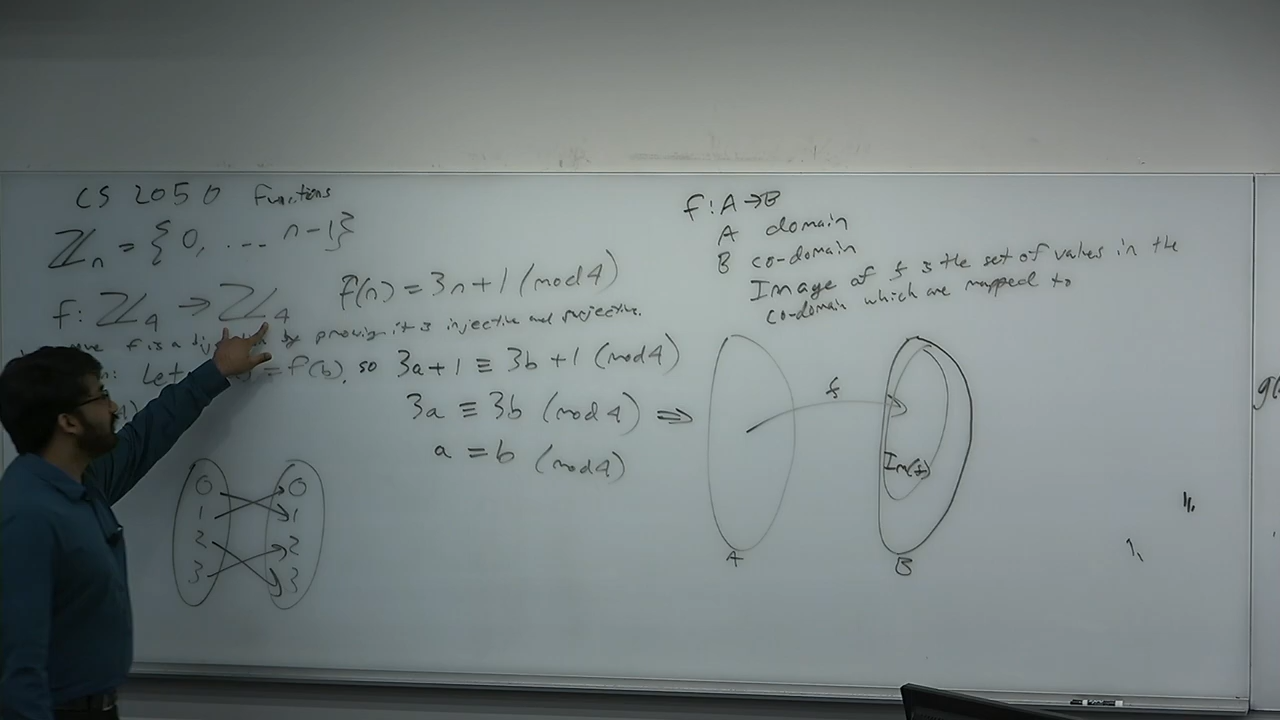 CS 2050 Functions
ℤn = {0, ... n-1}
f: ℤ4 → ℤ4 f(n) = 3n+1 (mod 4)
f is a by proving it is injective and surjective.
Let = f(b), so 3a+1 ≡ 3b+1 (mod 4)
3a ≡ 3b (mod 4) ⇒
a = b (mod 4)
0 0
1 1
2 2
3 3
f: A → B
A domain
B co-domain
Image of f is the set of values in the
co-domain which are mapped to
f
Im(f)
A
B